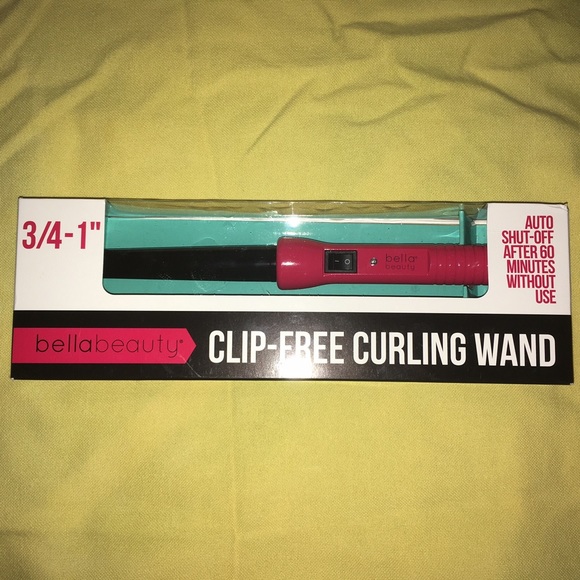 3/4-1"
bella
beauty
AUTO
SHUT-OFF
AFTER 60
MINUTES
WITHOUT
USE
bellabeauty®
CLIP-FREE CURLING WAND